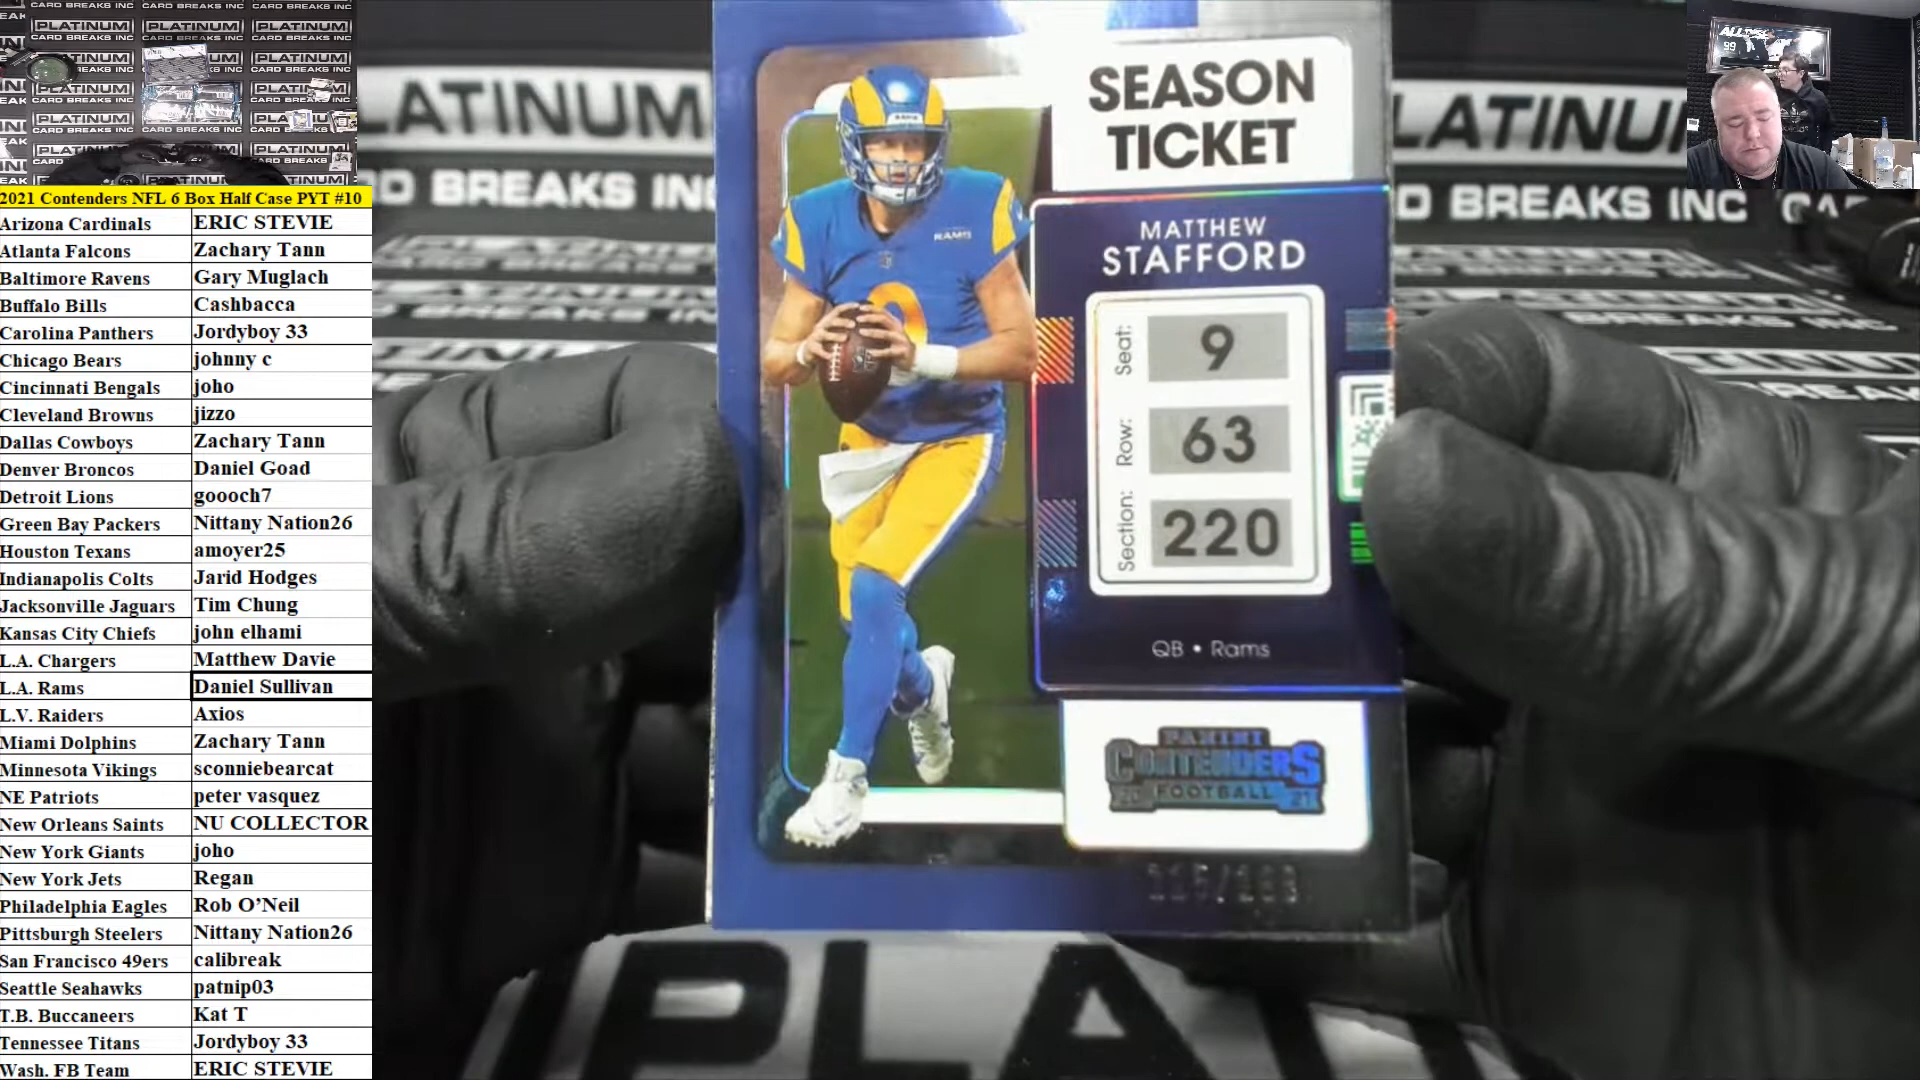 2021 Contenders NFL 6 Box Half Case PYT #10
Arizona Cardinals ERIC STEVIE
Atlanta Falcons Zachary Tann
Baltimore Ravens Gary Muglach
Buffalo Bills Cashbacca
Carolina Panthers Jordyboy 33
Chicago Bears johnny c
Cincinnati Bengals joho
Cleveland Browns jizzo
Dallas Cowboys Zachary Tann
Denver Broncos Daniel Goad
Detroit Lions goooch7
Green Bay Packers Nittany Nation26
Houston Texans amoyer25
Indianapolis Colts Jarid Hodges
Jacksonville Jaguars Tim Chung
Kansas City Chiefs john elhami
L.A. Chargers Matthew Davie
L.A. Rams Daniel Sullivan
L.V. Raiders Axios
Miami Dolphins Zachary Tann
Minnesota Vikings sconniebearcat
NE Patriots peter vasquez
New Orleans Saints NU COLLECTOR
New York Giants joho
New York Jets Regan
Philadelphia Eagles Rob O’Neil
Pittsburgh Steelers Nittany Nation26
San Francisco 49ers calibreak
Seattle Seahawks patnip03
T.B. Buccaneers Kat T
Tennessee Titans Jordyboy 33
Wash. FB Team ERIC STEVIE
SEASON
TICKET
MATTHEW
STAFFORD
Seat: 9
Row: 63
Section: 220
QB • Rams
PANINI
CONTENDERS
20 FOOTBALL 21
RAMS
PLATINUM
CARD BREAKS INC
99